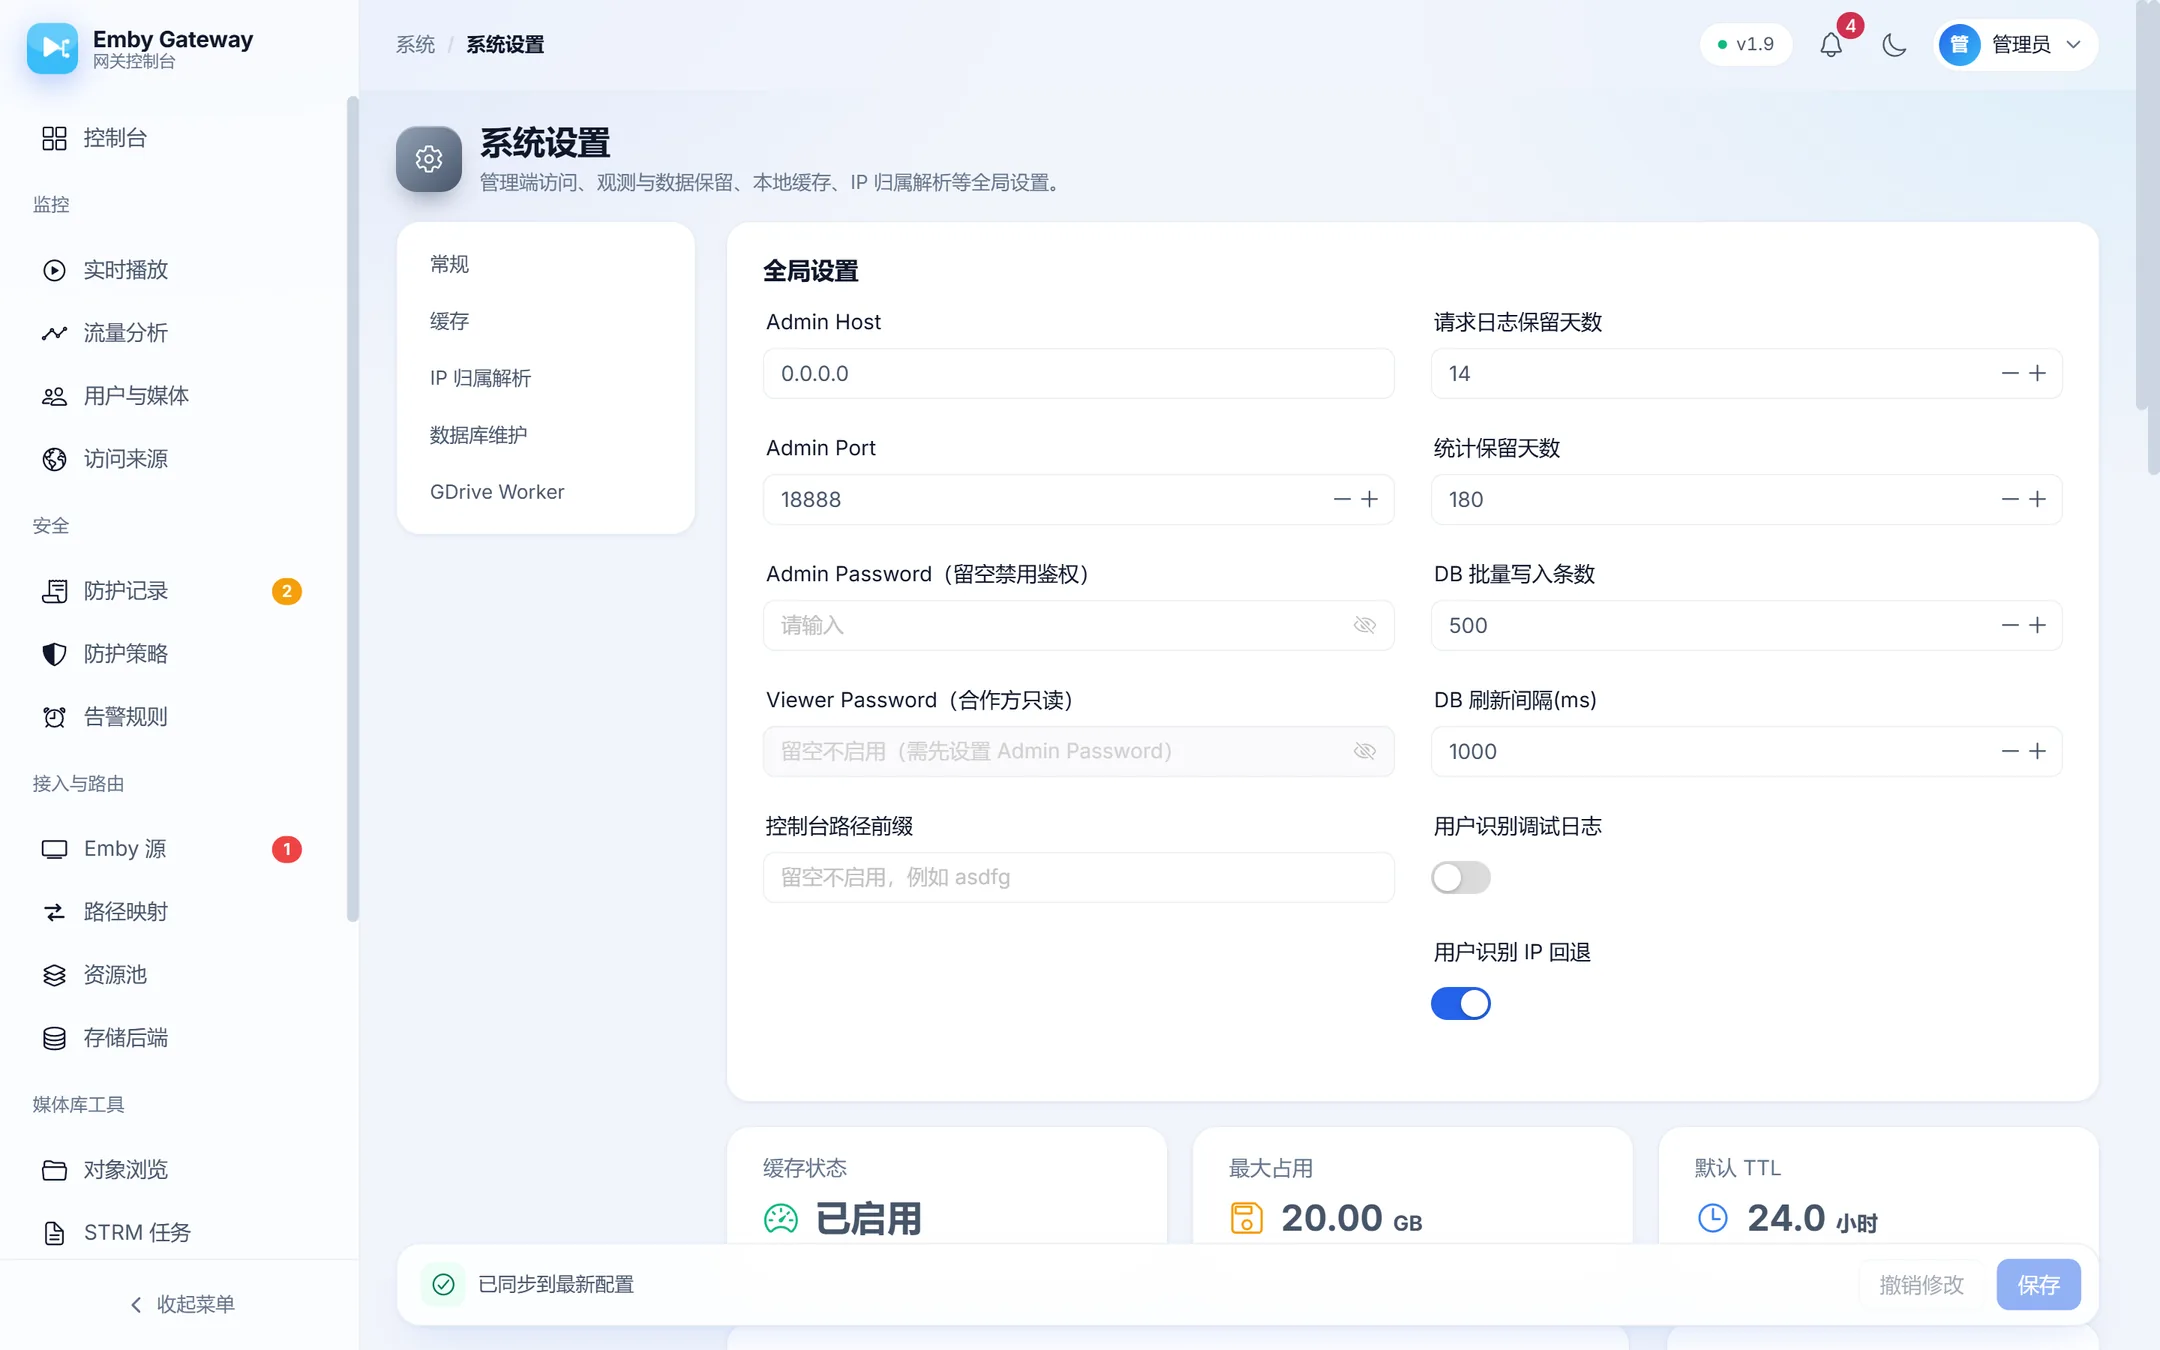 Emby Gateway
网关控制台
控制台
监控
实时播放
流量分析
用户与媒体
访问来源
安全
防护记录
2
防护策略
告警规则
接入与路由
Emby 源
1
路径映射
资源池
存储后端
媒体库工具
对象浏览
STRM 任务
收起菜单
系统 / 系统设置
v1.9
4
管 管理员
系统设置
管理端访问、观测与数据保留、本地缓存、IP 归属解析等全局设置。
常规
缓存
IP 归属解析
数据库维护
GDrive Worker
全局设置
Admin Host
0.0.0.0
Admin Port
18888
Admin Password（留空禁用鉴权）
请输入
Viewer Password（合作方只读）
留空不启用（需先设置 Admin Password）
控制台路径前缀
留空不启用，例如 asdfg
请求日志保留天数
14
统计保留天数
180
DB 批量写入条数
500
DB 刷新间隔(ms)
1000
用户识别调试日志
用户识别 IP 回退
缓存状态
已启用
最大占用
20.00 GB
默认 TTL
24.0 小时
已同步到最新配置
撤销修改
保存